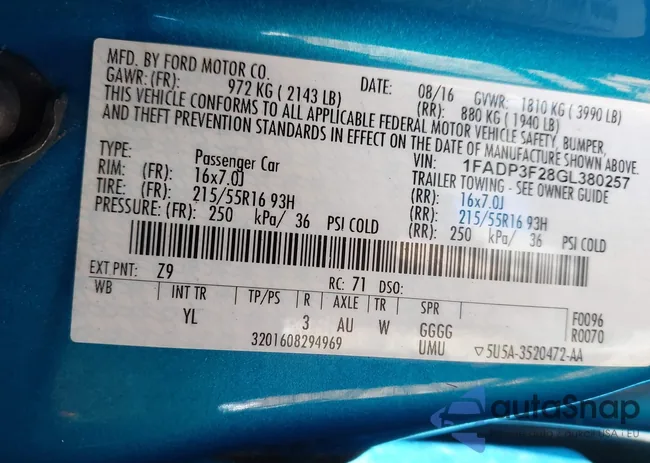 MFD. BY FORD MOTOR CO.
DATE: 08/16 GVWR: 1810 KG ( 3990 LB)
GAWR: (FR): 972 KG ( 2143 LB) (RR): 880 KG ( 1940 LB)
THIS VEHICLE CONFORMS TO ALL APPLICABLE FEDERAL MOTOR VEHICLE SAFETY, BUMPER,
AND THEFT PREVENTION STANDARDS IN EFFECT ON THE DATE OF MANUFACTURE SHOWN ABOVE.
VIN: 1FADP3F28GL380257
TYPE: Passenger Car TRAILER TOWING - SEE OWNER GUIDE
RIM: (FR): 16x7.0J (RR): 16x7.0J
TIRE: (FR): 215/55R16 93H (RR): 215/55R16 93H
PRESSURE: (FR): 250 kPa/ 36 PSI COLD (RR): 250 kPa/ 36 PSI COLD
EXT PNT: Z9 RC: 71 DSO:
WB INT TR TP/PS R AXLE TR SPR F0096
YL 3 AU W GGGG R0070
3201608294969 UMU ▽5U5A-3520472-AA
autoSnap